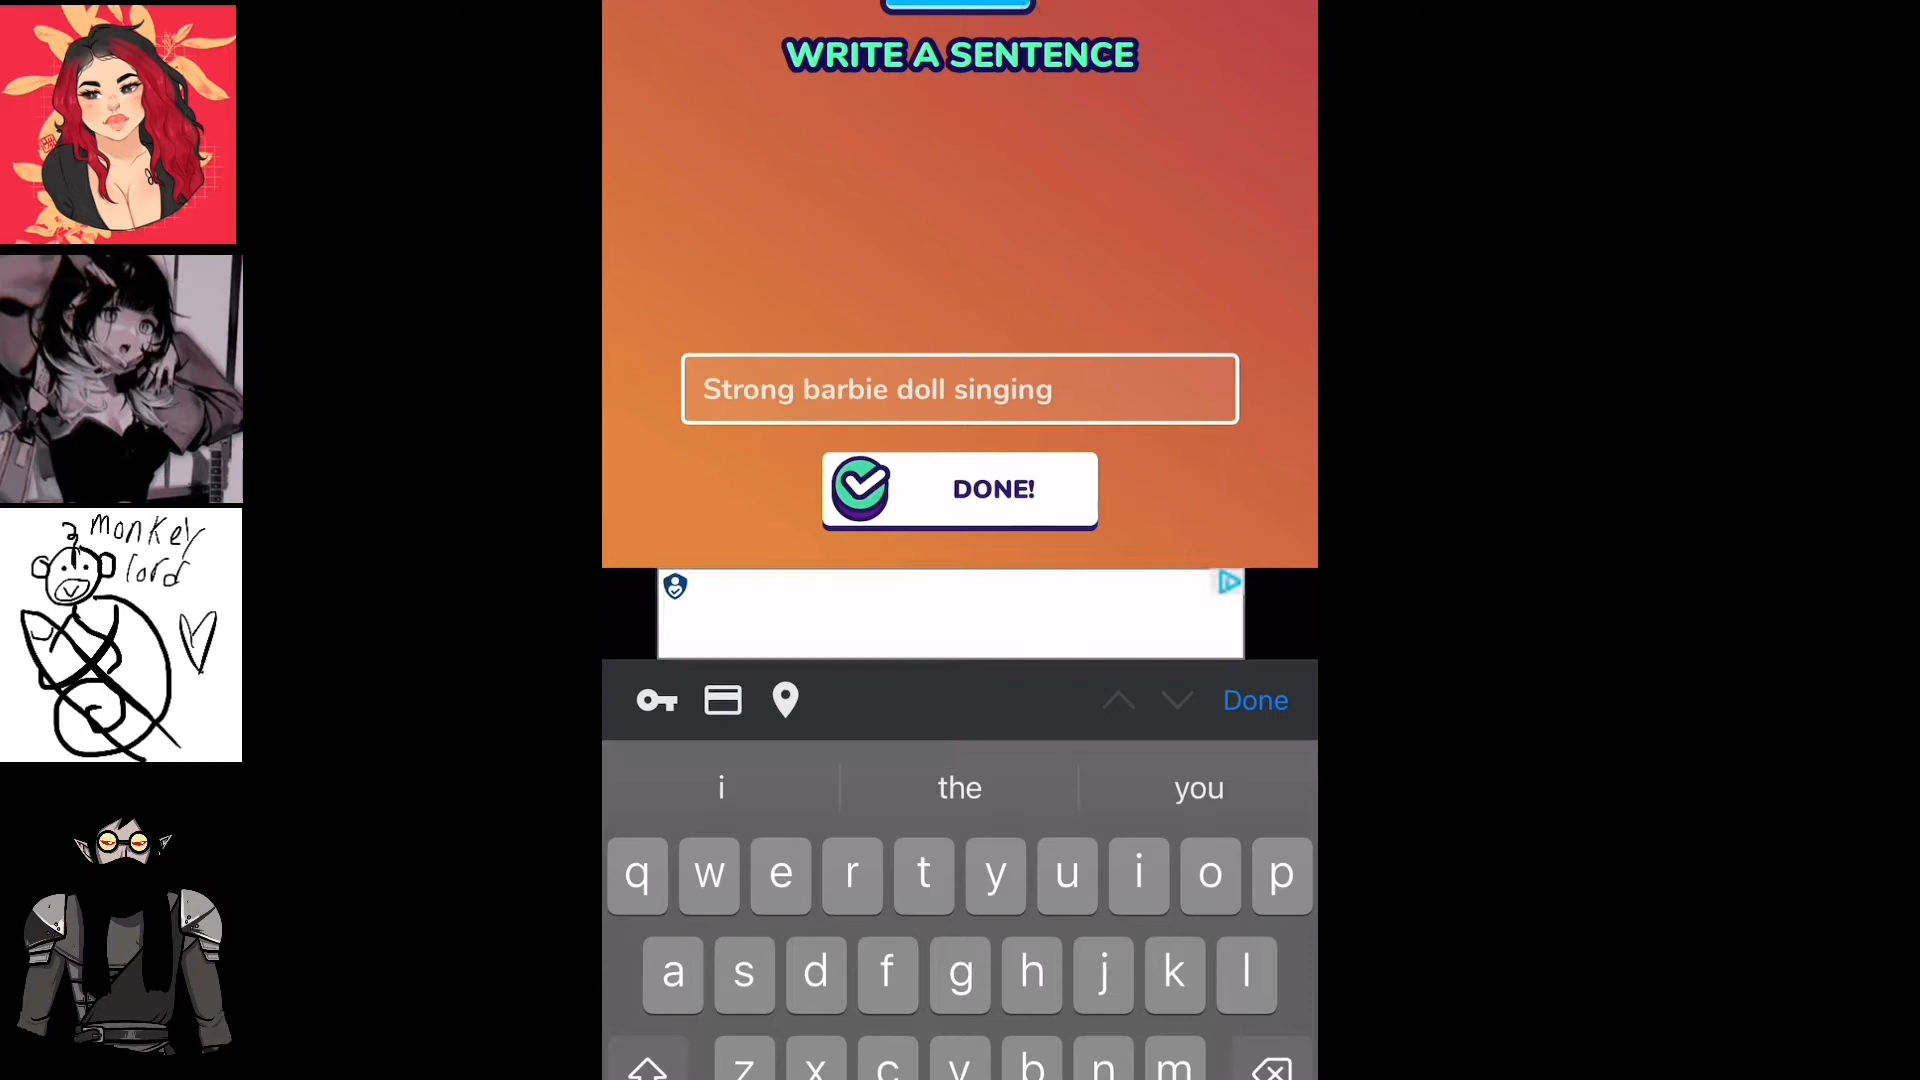 WRITE A SENTENCE
monkey
lord
Strong barbie doll singing
DONE!
Done
i the you
q w e r t y u i o p
a s d f g h j k l
z x c v b n m